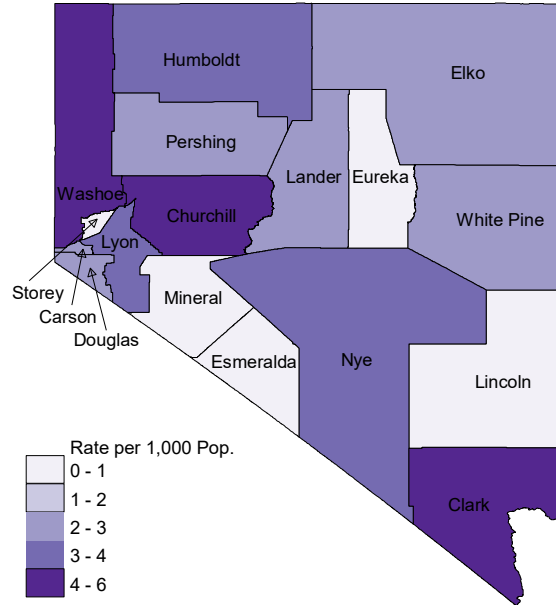 Humboldt
Elko
Pershing
Lander
Eureka
Washoe
Churchill
White Pine
Lyon
Storey
Mineral
Carson
Douglas
Esmeralda
Nye
Lincoln
Rate per 1,000 Pop.
0 - 1
1 - 2
2 - 3
3 - 4
4 - 6
Clark